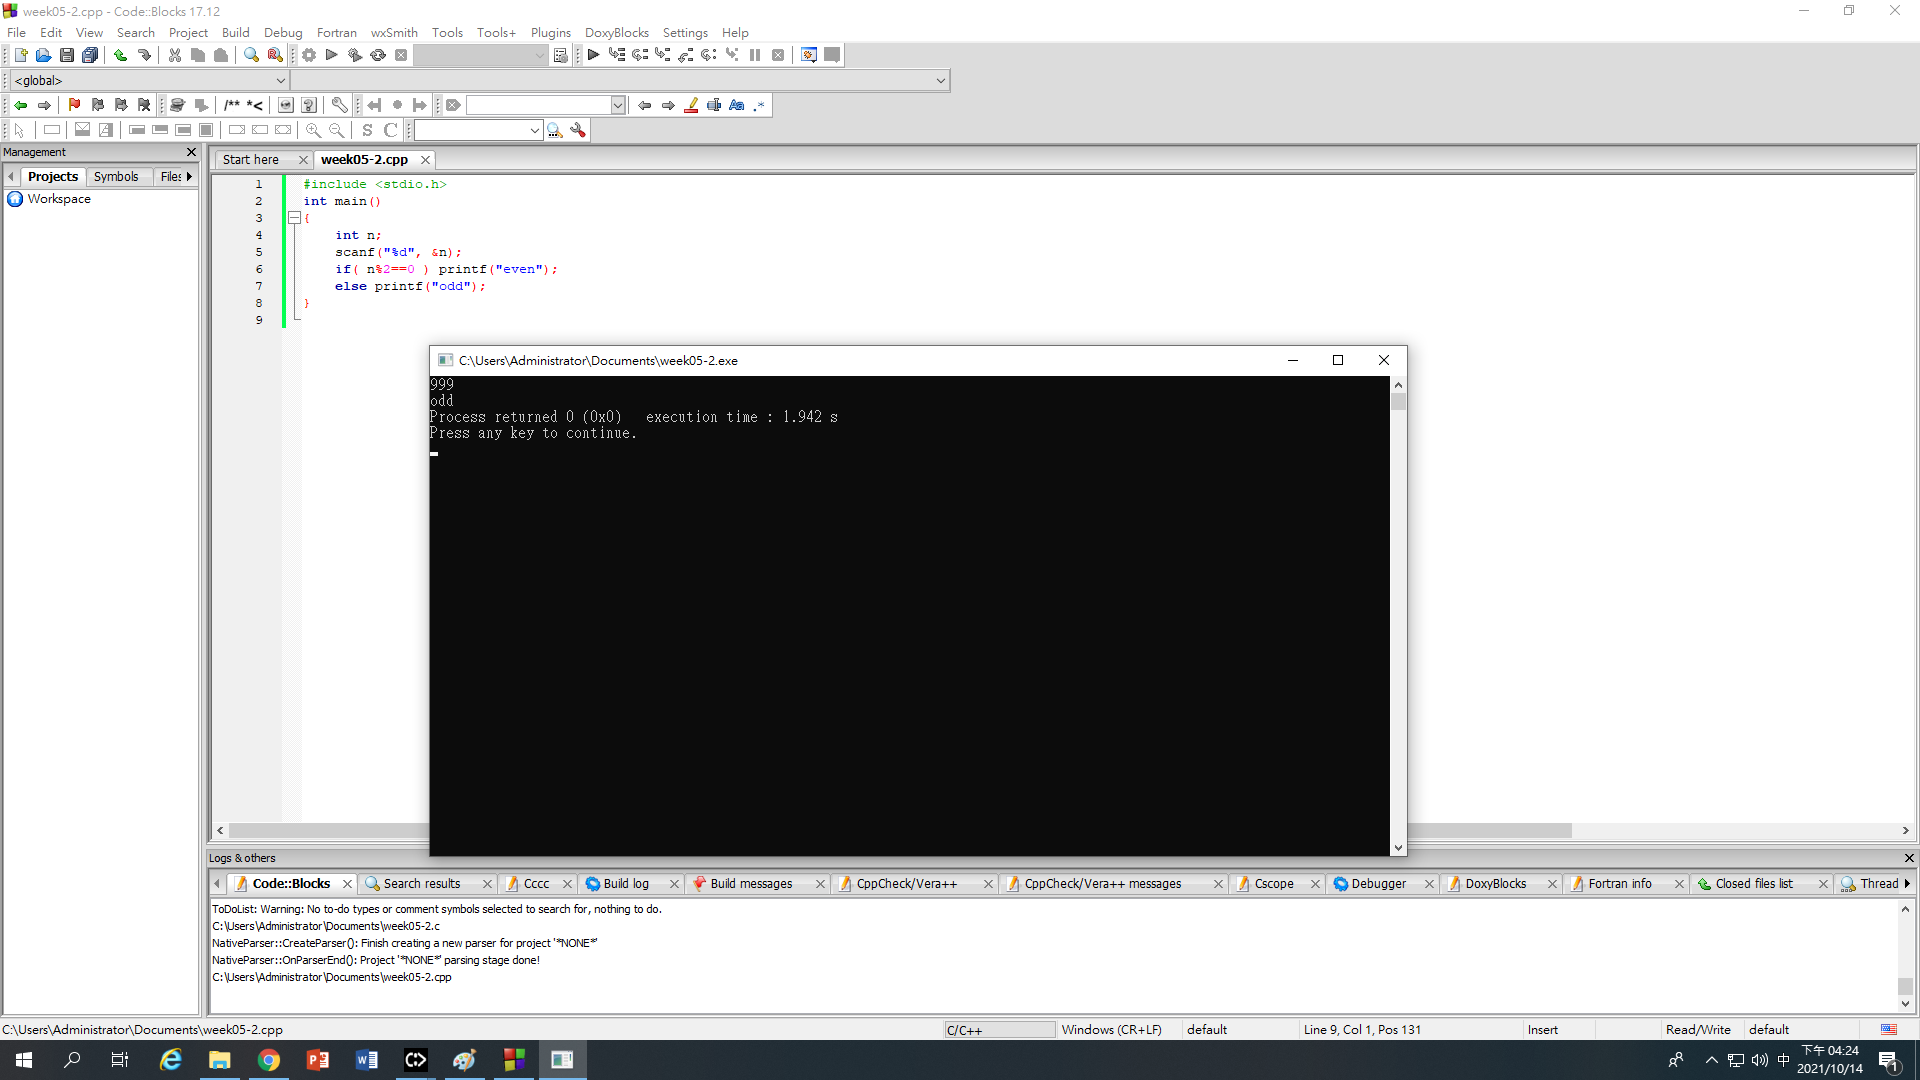 week05-2.cpp - Code::Blocks 17.12
File Edit View Search Project Build Debug Fortran wxSmith Tools Tools+ Plugins DoxyBlocks Settings Help
<global>
/** *<
S C
Management
Start here week05-2.cpp
Projects Symbols Files
Workspace
1 #include <stdio.h>
2 int main()
3 {
4 int n;
5 scanf("%d", &n);
6 if( n%2==0 ) printf("even");
7 else printf("odd");
8 }
9
C:\Users\Administrator\Documents\week05-2.exe
999
odd
Process returned 0 (0x0)   execution time : 1.942 s
Press any key to continue.
Logs & others
Code::Blocks Search results Cccc Build log Build messages CppCheck/Vera++ CppCheck/Vera++ messages Cscope Debugger DoxyBlocks Fortran info Closed files list Thread
ToDoList: Warning: No to-do types or comment symbols selected to search for, nothing to do.
C:\Users\Administrator\Documents\week05-2.c
NativeParser::CreateParser(): Finish creating a new parser for project '*NONE*'
NativeParser::OnParserEnd(): Project '*NONE*' parsing stage done!
C:\Users\Administrator\Documents\week05-2.cpp
C:\Users\Administrator\Documents\week05-2.cpp C/C++ Windows (CR+LF) default Line 9, Col 1, Pos 131 Insert Read/Write default
中 下午 04:24
2021/10/14 1